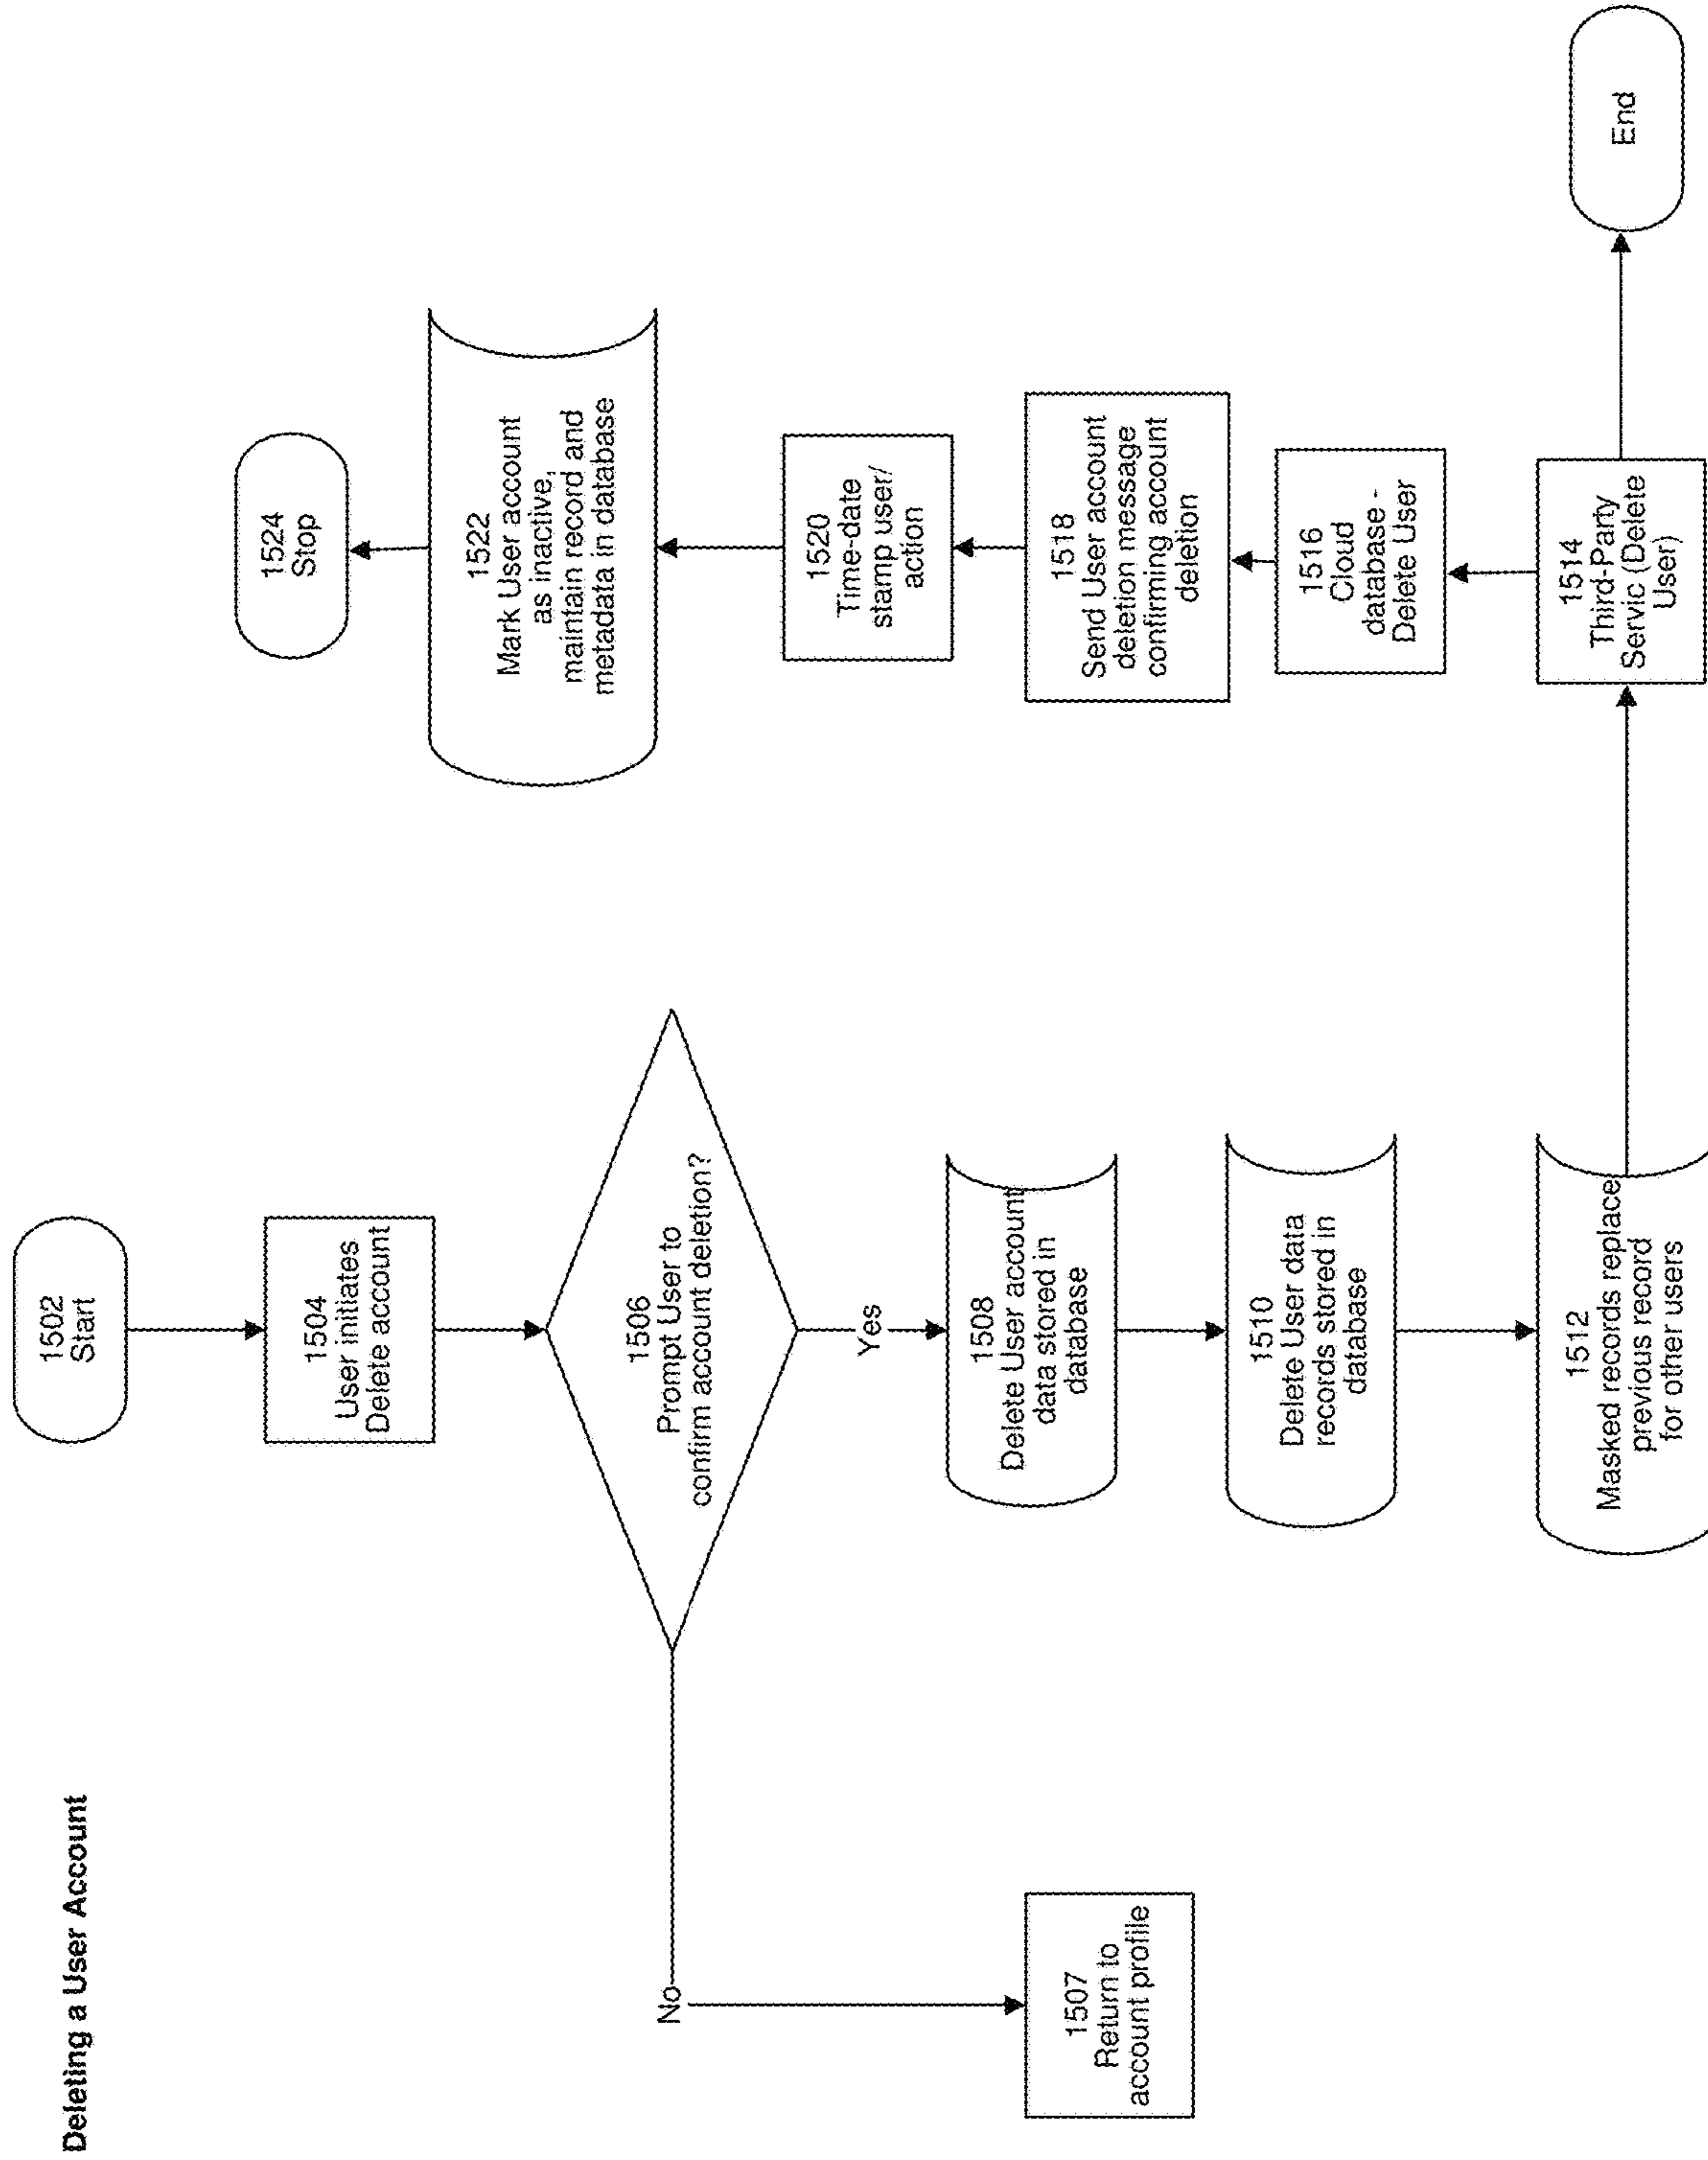 Deleting a User Account
1502
Start
1504
User initiates
Delete account
1506
Prompt User to
confirm account deletion?
No
1507
Return to
account profile
Yes
1508
Delete User account
data stored in
database
1510
Delete User data
records stored in
database
1512
Masked records replace
previous record
for other users
1514
Third-Party
Servic (Delete
User)
End
1516
Cloud
database -
Delete User
1518
Send User account
deletion message
confirming account
deletion
1520
Time-date
stamp user/
action
1522
Mark User account
as inactive,
maintain record and
metadata in database
1524
Stop